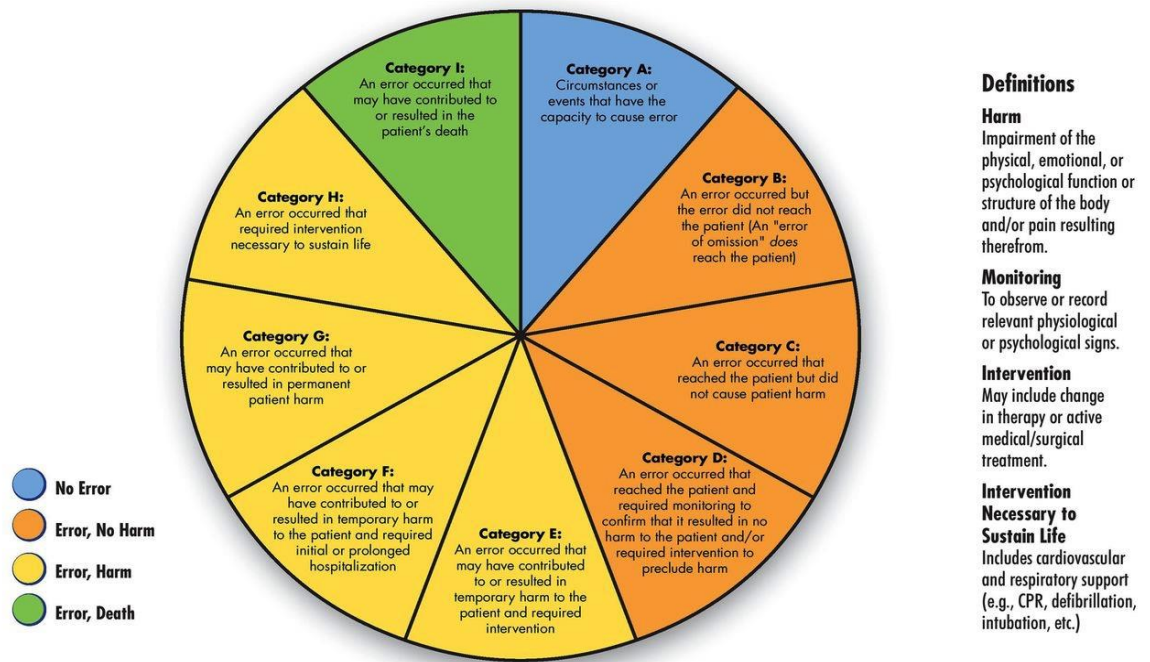 Category I:
An error occurred that
may have contributed to
or resulted in the
patient's death
Category A:
Circumstances or
events that have the
capacity to cause error
Category B:
An error occurred but
the error did not reach
the patient (An "error
of omission" does
reach the patient)
Category C:
An error occurred that
reached the patient but did
not cause patient harm
Category D:
An error occurred that
reached the patient and
required monitoring to
confirm that it resulted in no
harm to the patient and/or
required intervention to
preclude harm
Category E:
An error occurred that
may have contributed
to or resulted in
temporary harm to the
patient and required
intervention
Category F:
An error occurred that may
have contributed to or
resulted in temporary harm
to the patient and required
initial or prolonged
hospitalization
Category G:
An error occurred that
may have contributed to or
resulted in permanent
patient harm
Category H:
An error occurred that
required intervention
necessary to sustain life
No Error
Error, No Harm
Error, Harm
Error, Death
Definitions
Harm
Impairment of the
physical, emotional, or
psychological function or
structure of the body
and/or pain resulting
therefrom.
Monitoring
To observe or record
relevant physiological
or psychological signs.
Intervention
May include change
in therapy or active
medical/surgical
treatment.
Intervention
Necessary to
Sustain Life
Includes cardiovascular
and respiratory support
(e.g., CPR, defibrillation,
intubation, etc.)